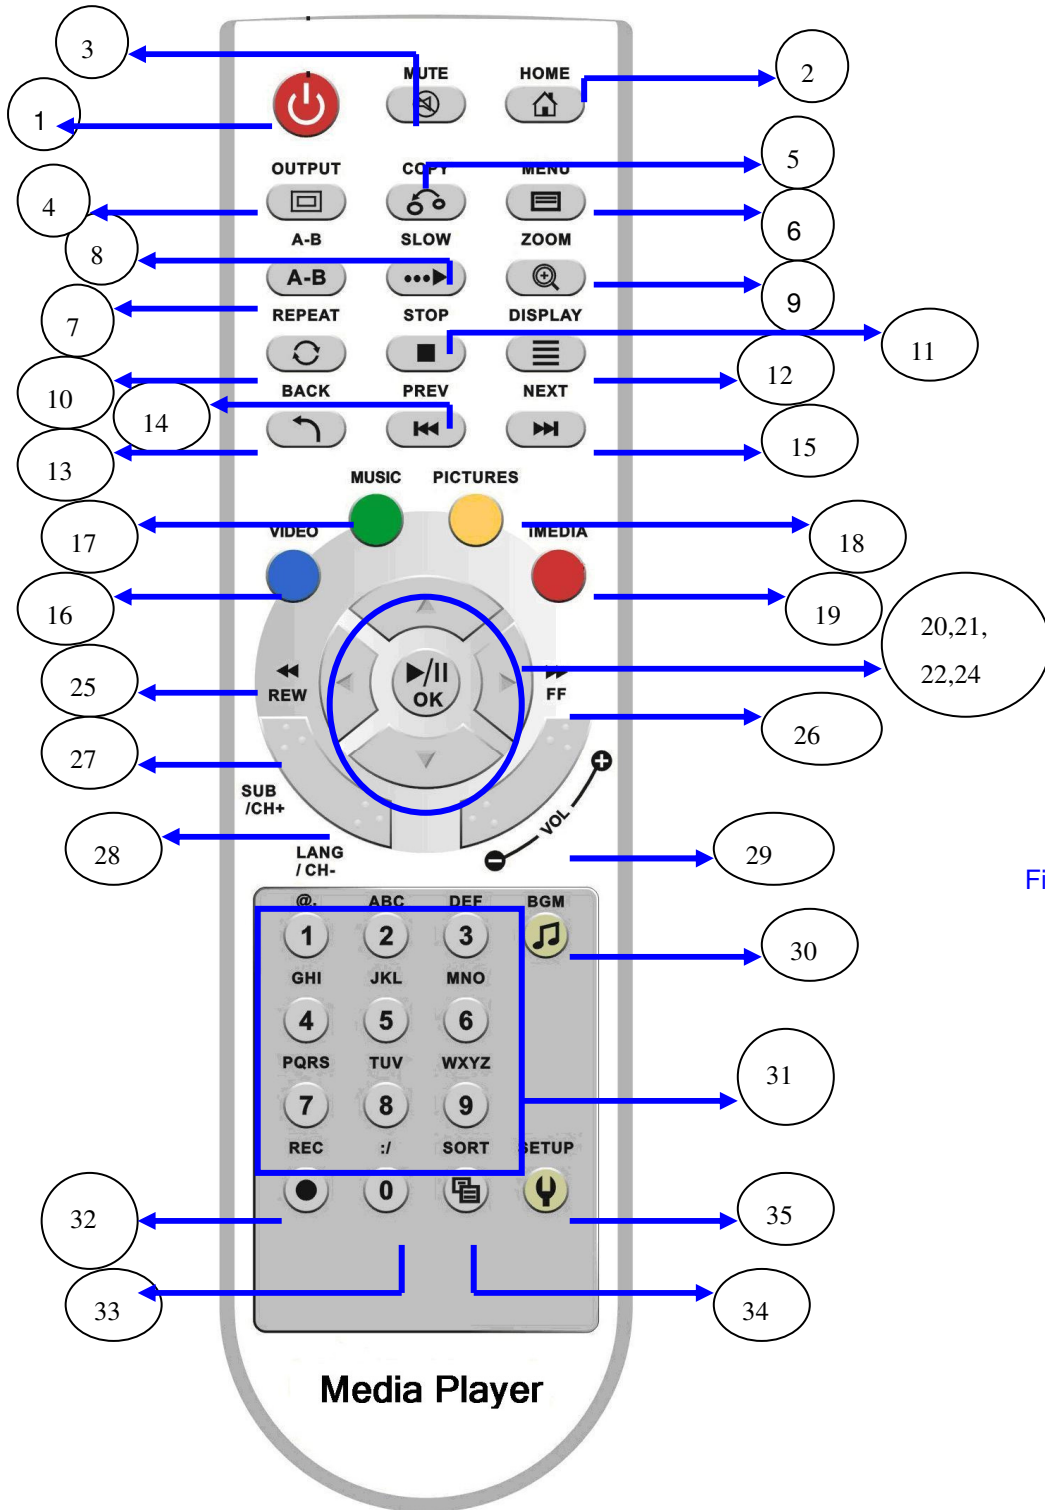 3
MUTE
HOME
2
1
OUTPUT
COPY
MENU
5
4
6
A-B
SLOW
ZOOM
8
A-B
9
7
REPEAT
STOP
DISPLAY
11
10
12
BACK
PREV
NEXT
14
13
15
MUSIC
PICTURES
17
VIDEO
iMEDIA
18
16
19
20,21,
22,24
25
REW
OK
FF
26
27
SUB
/CH+
VOL
28
LANG
/ CH-
29
@.
ABC
DEF
BGM
Fi
1
2
3
30
GHI
JKL
MNO
4
5
6
PQRS
TUV
WXYZ
31
7
8
9
REC
:/
SORT
SETUP
0
32
35
33
34
Media Player